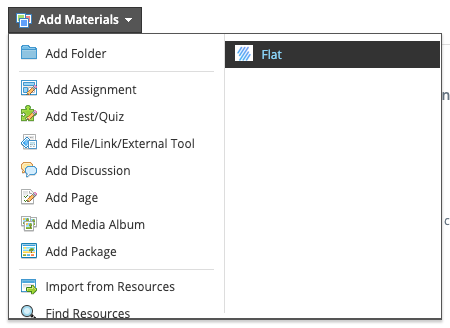 Add Materials
Add Folder
Flat
Add Assignment
Add Test/Quiz
Add File/Link/External Tool
Add Discussion
Add Page
Add Media Album
Add Package
Import from Resources
Find Resources